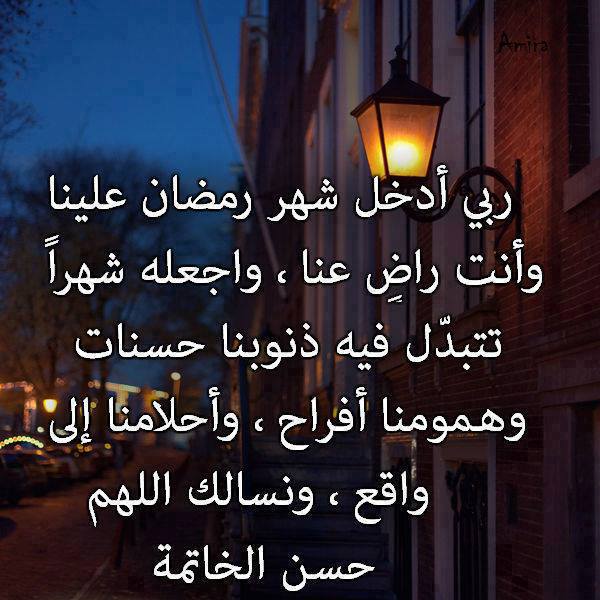 Amira
ربي أدخل شهر رمضان علينا
وأنت راضٍ عنا ، واجعله شهراً
تتبدّل فيه ذنوبنا حسنات
وهمومنا أفراح ، وأحلامنا إلى
واقع ، ونسالك اللهم
حسن الخاتمة